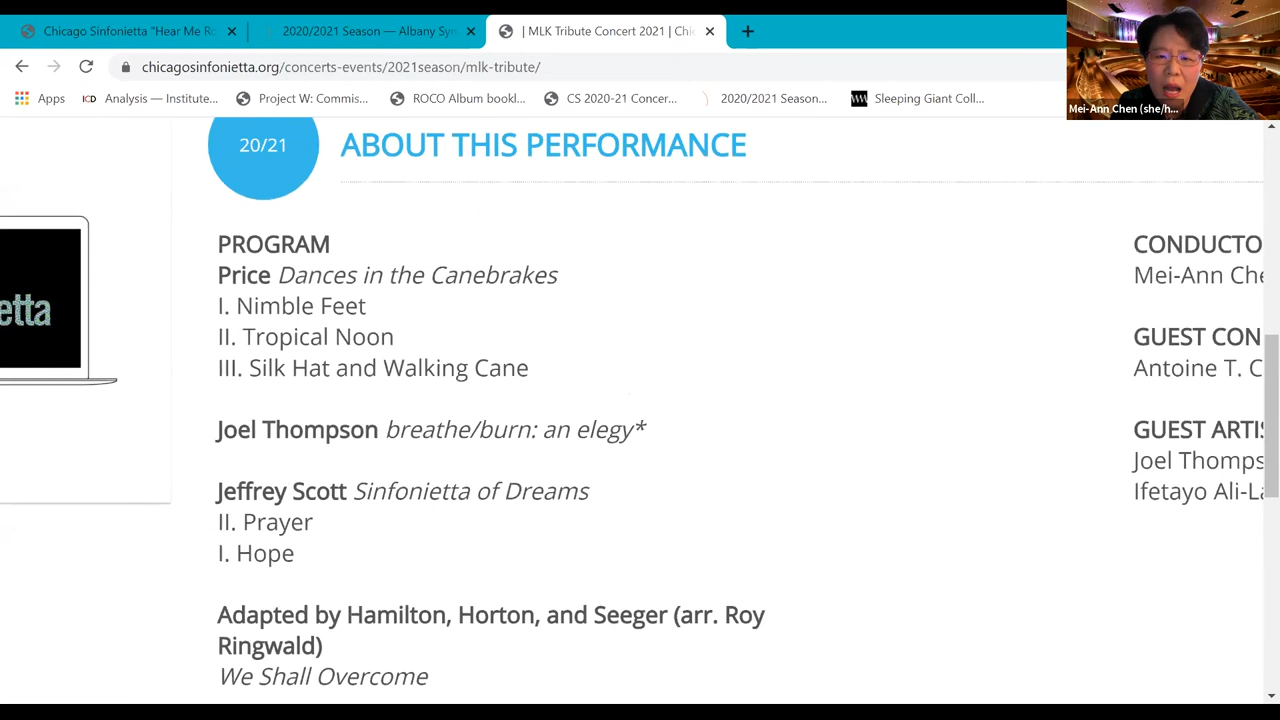 Chicago Sinfonietta "Hear Me Ro
2020/2021 Season — Albany Sym
| MLK Tribute Concert 2021 | Chi
chicagosinfonietta.org/concerts-events/2021season/mlk-tribute/
Apps
ICD Analysis — Institute...
Project W: Commis...
ROCO Album bookl...
CS 2020-21 Concer...
2020/2021 Season...
Sleeping Giant Coll...
Mei-Ann Chen (she/h...
20/21
ABOUT THIS PERFORMANCE
etta
PROGRAM
Price Dances in the Canebrakes
I. Nimble Feet
II. Tropical Noon
III. Silk Hat and Walking Cane
Joel Thompson breathe/burn: an elegy*
Jeffrey Scott Sinfonietta of Dreams
II. Prayer
I. Hope
Adapted by Hamilton, Horton, and Seeger (arr. Roy
Ringwald)
We Shall Overcome
CONDUCTO
Mei-Ann Che
GUEST CON
Antoine T. C
GUEST ARTIS
Joel Thomps
Ifetayo Ali-La